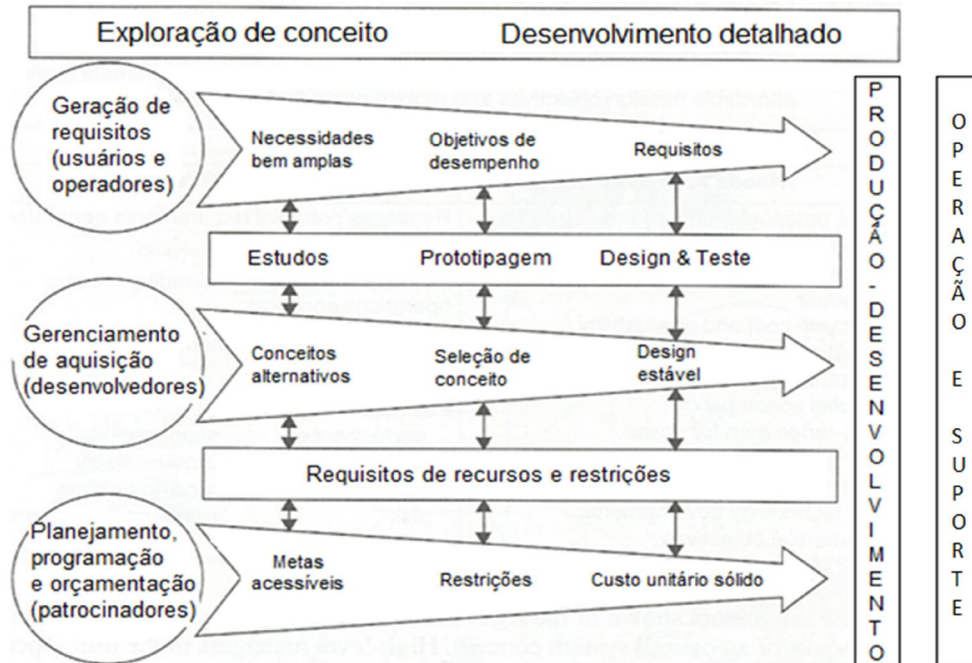 Exploração de conceito
Desenvolvimento detalhado
Geração de
requisitos
(usuários e
operadores)
Necessidades
bem amplas
Objetivos de
desempenho
Requisitos
Estudos
Prototipagem
Design & Teste
Gerenciamento
de aquisição
(desenvolvedores)
Conceitos
alternativos
Seleção de
conceito
Design
estável
Requisitos de recursos e restrições
Planejamento,
programação
e orçamentação
(patrocinadores)
Metas
acessíveis
Restrições
Custo unitário sólido
PRODUÇÃO - DESENVOLVIMENTO
OPERAÇÃO E SUPORTE